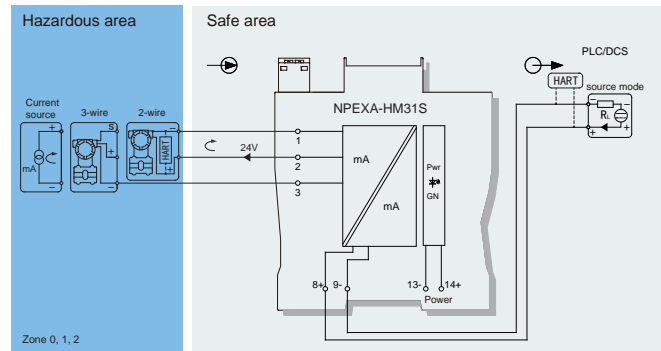 Hazardous area
Safe area
PLC/DCS
HART
source mode
NPEXA-HM31S
Current
source
3-wire
2-wire
+
S
−
−
−
RL
+
+
1
24V
mA
HART
+
+
2
mA
Pwr
GN
−
−
3
mA
8+
9-
13-
14+
Power
Zone 0, 1, 2